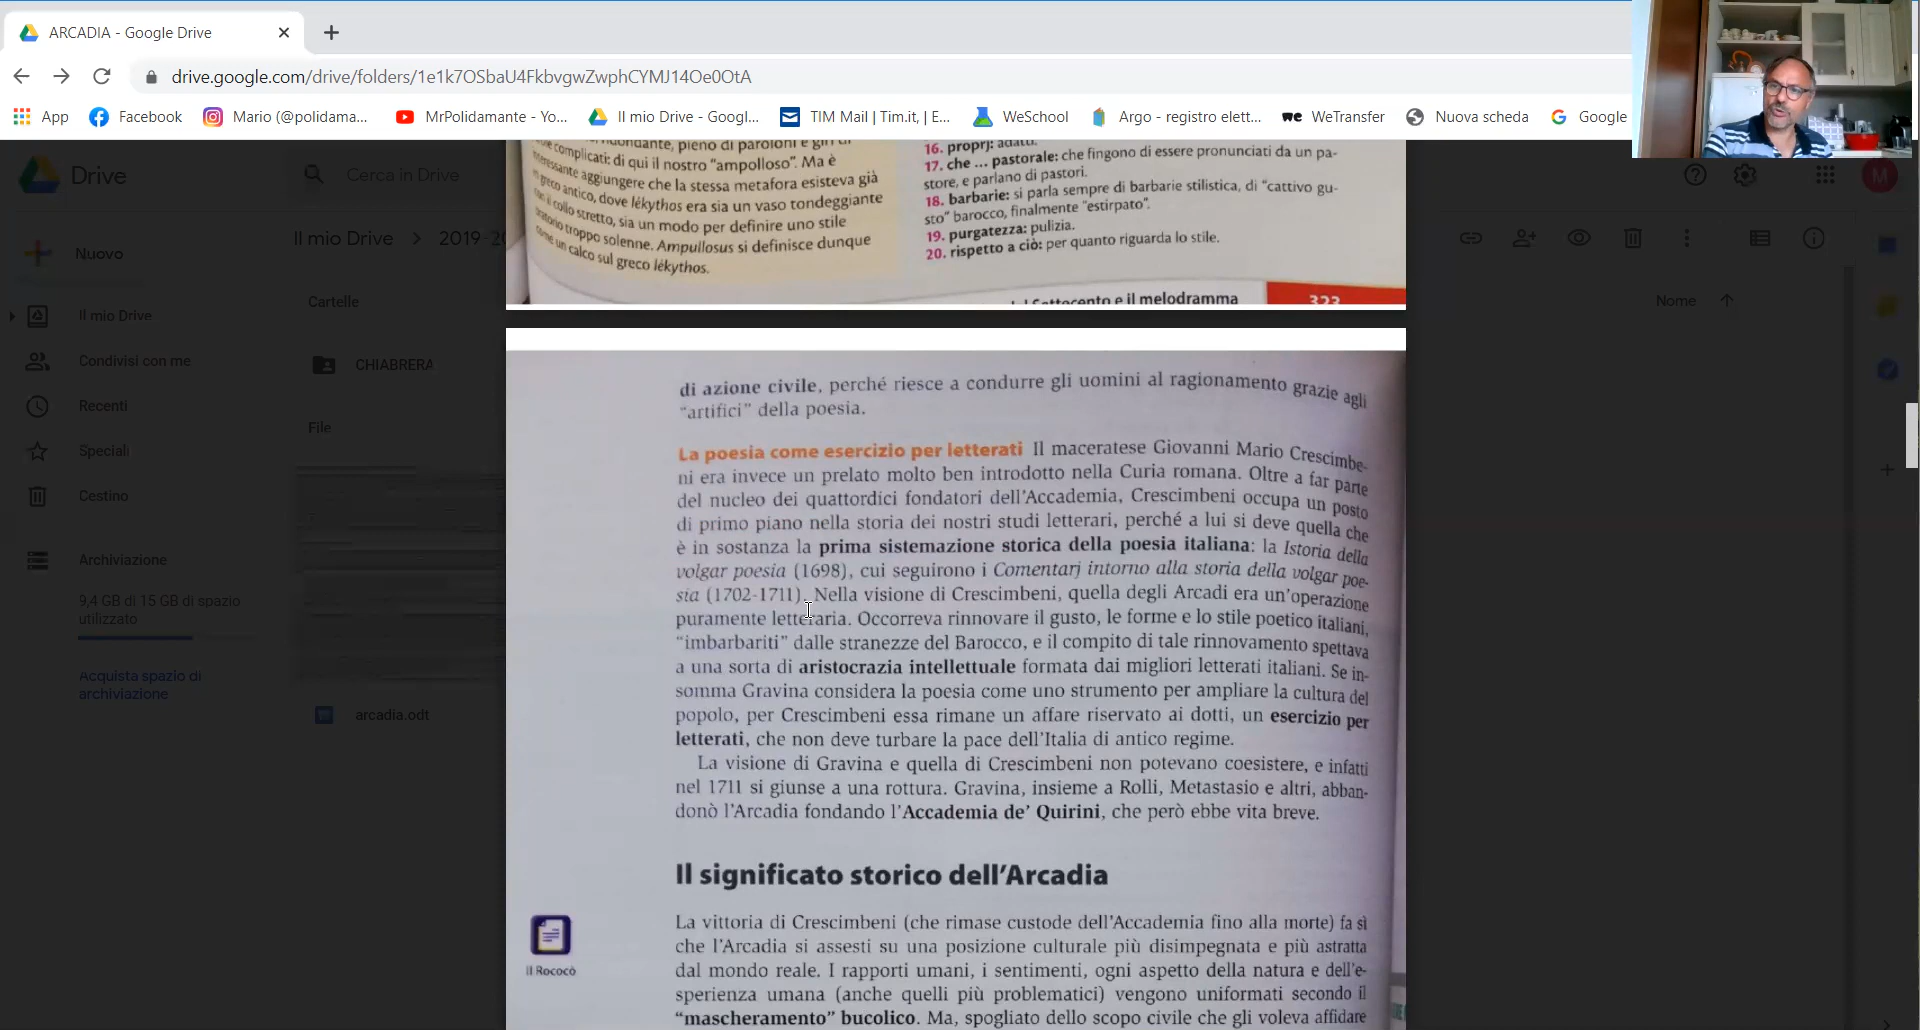 ARCADIA - Google Drive
drive.google.com/drive/folders/1e1k7OSbaU4FkbvgwZwphCYMJ14Oe0OtA
App Facebook Mario (@polidama... MrPolidamante - Yo... Il mio Drive - Googl... TIM Mail | Tim.it, | E... WeSchool Argo - registro elett... we WeTransfer Nuova scheda Google
Drive
Cerca in Drive
M
Il mio Drive > 2019-20
Nuovo
Cartelle
Nome
Il mio Drive
Condivisi con me
CHIABRERA
Recenti
File
Speciali
Cestino
Archiviazione
9,4 GB di 15 GB di spazio
utilizzato
Acquista spazio di
archiviazione
arcadia.odt
pieno di paroloni e giri di
complicati: di qui il nostro "ampolloso". Ma è
aggiungere che la stessa metafora esisteva già
greco antico, dove lékythos era sia un vaso tondeggiante
il collo stretto, sia un modo per definire uno stile
oratorio troppo solenne. Ampullosus si definisce dunque
come un calco sul greco lékythos.
16. proprj: adatti.
17. che ... pastorale: che fingono di essere pronunciati da un pa-
store, e parlano di pastori.
18. barbarie: si parla sempre di barbarie stilistica, di "cattivo gu-
sto" barocco, finalmente "estirpato".
19. purgatezza: pulizia.
20. rispetto a ciò: per quanto riguarda lo stile.
Settecento e il melodramma
323
di azione civile, perché riesce a condurre gli uomini al ragionamento grazie agli
"artifici" della poesia.
La poesia come esercizio per letterati Il maceratese Giovanni Mario Crescimbe-
ni era invece un prelato molto ben introdotto nella Curia romana. Oltre a far parte
del nucleo dei quattordici fondatori dell'Accademia, Crescimbeni occupa un posto
di primo piano nella storia dei nostri studi letterari, perché a lui si deve quella che
è in sostanza la prima sistemazione storica della poesia italiana: la Istoria della
volgar poesia (1698), cui seguirono i Comentarj intorno alla storia della volgar poe-
sia (1702-1711). Nella visione di Crescimbeni, quella degli Arcadi era un'operazione
puramente letteraria. Occorreva rinnovare il gusto, le forme e lo stile poetico italiani,
"imbarbariti" dalle stranezze del Barocco, e il compito di tale rinnovamento spettava
a una sorta di aristocrazia intellettuale formata dai migliori letterati italiani. Se in-
somma Gravina considera la poesia come uno strumento per ampliare la cultura del
popolo, per Crescimbeni essa rimane un affare riservato ai dotti, un esercizio per
letterati, che non deve turbare la pace dell'Italia di antico regime.
La visione di Gravina e quella di Crescimbeni non potevano coesistere, e infatti
nel 1711 si giunse a una rottura. Gravina, insieme a Rolli, Metastasio e altri, abban-
donò l'Arcadia fondando l'Accademia de' Quirini, che però ebbe vita breve.
Il significato storico dell'Arcadia
il Rococò
La vittoria di Crescimbeni (che rimase custode dell'Accademia fino alla morte) fa sì
che l'Arcadia si assesti su una posizione culturale più disimpegnata e più astratta
dal mondo reale. I rapporti umani, i sentimenti, ogni aspetto della natura e dell'e-
sperienza umana (anche quelli più problematici) vengono uniformati secondo il
"mascheramento" bucolico. Ma, spogliato dello scopo civile che gli voleva affidare